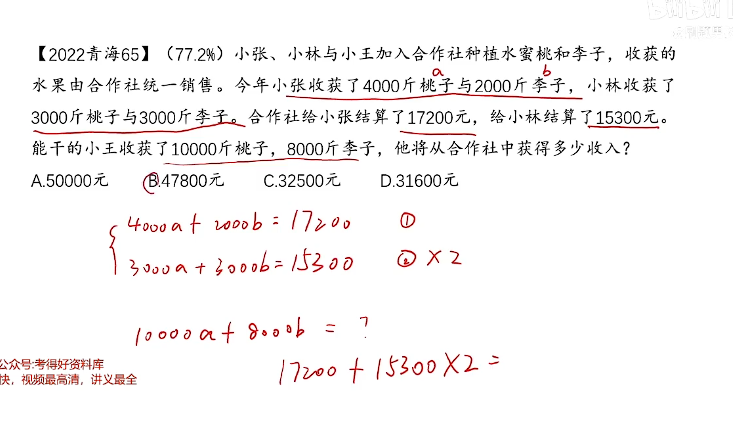 【2022青海65】（77.2%）小张、小林与小王加入合作社种植水蜜桃和李子，收获的
水果由合作社统一销售。今年小张收获了4000斤桃子与2000斤李子，小林收获了
a b
3000斤桃子与3000斤李子。合作社给小张结算了17200元，给小林结算了15300元。
能干的小王收获了10000斤桃子，8000斤李子，他将从合作社中获得多少收入？
A.50000元 B.47800元 C.32500元 D.31600元
4000a + 2000b = 17200 ①
3000a + 3000b = 15300 ② × 2
10000a + 8000b = ?
公众号:考得好资料库
17200 + 15300 × 2 =
快，视频最高清，讲义最全